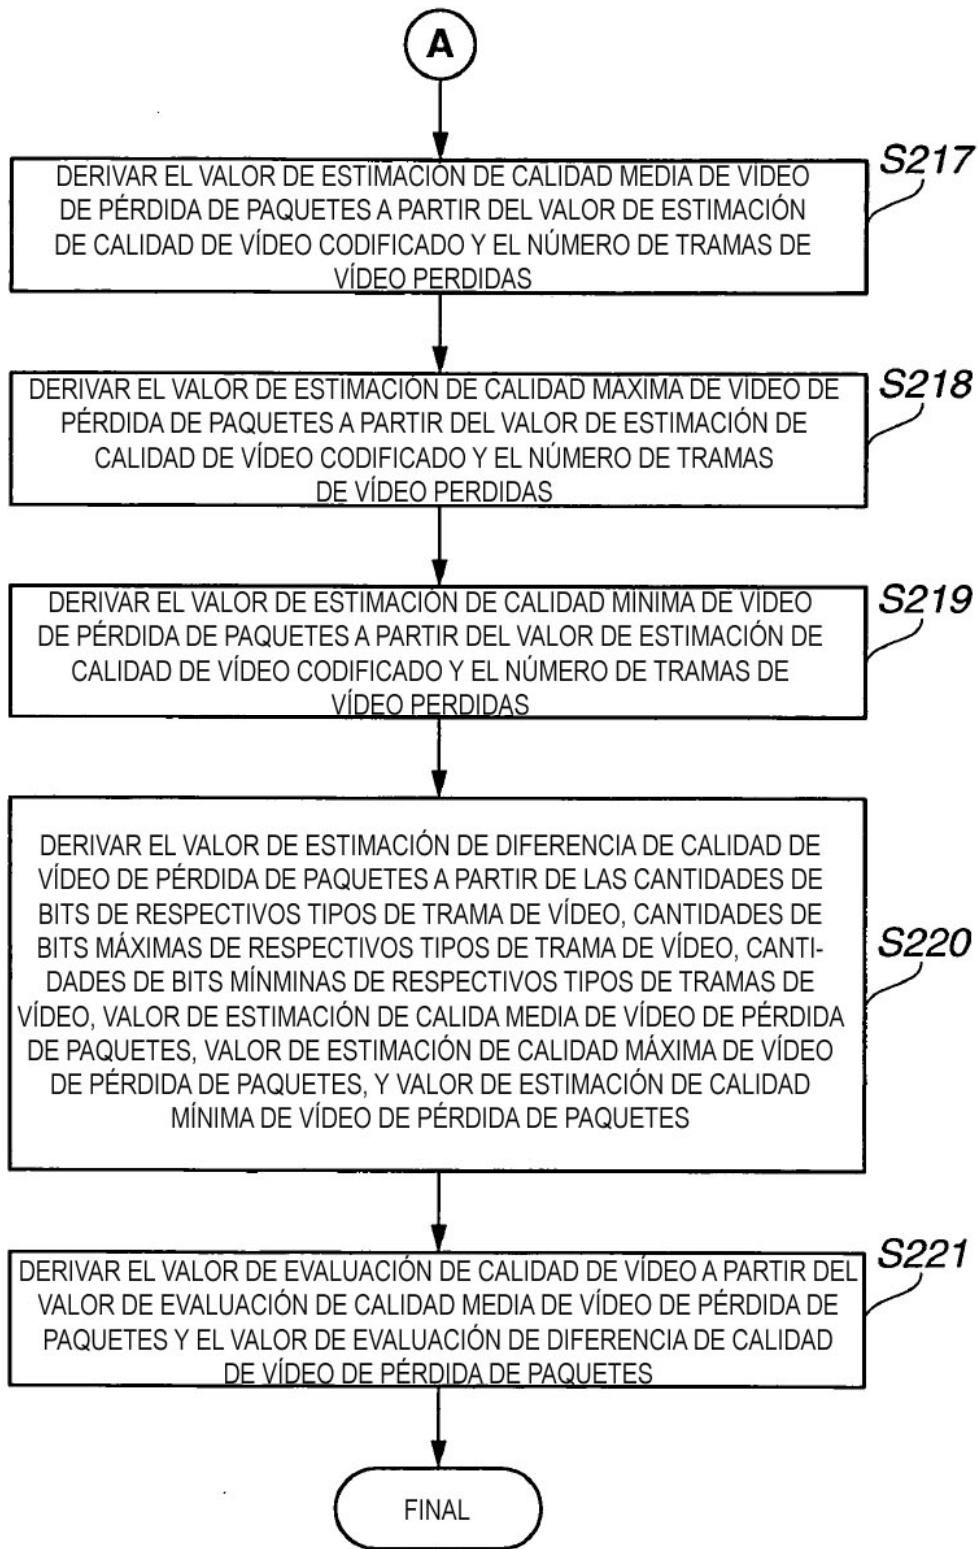 A
S217
DERIVAR EL VALOR DE ESTIMACIÓN DE CALIDAD MEDIA DE VÍDEO
DE PÉRDIDA DE PAQUETES A PARTIR DEL VALOR DE ESTIMACIÓN
DE CALIDAD DE VÍDEO CODIFICADO Y EL NÚMERO DE TRAMAS DE
VÍDEO PERDIDAS
S218
DERIVAR EL VALOR DE ESTIMACIÓN DE CALIDAD MÁXIMA DE VÍDEO DE
PÉRDIDA DE PAQUETES A PARTIR DEL VALOR DE ESTIMACIÓN DE
CALIDAD DE VÍDEO CODIFICADO Y EL NÚMERO DE TRAMAS
DE VÍDEO PERDIDAS
S219
DERIVAR EL VALOR DE ESTIMACIÓN DE CALIDAD MÍNIMA DE VÍDEO
DE PÉRDIDA DE PAQUETES A PARTIR DEL VALOR DE ESTIMACIÓN DE
CALIDAD DE VÍDEO CODIFICADO Y EL NÚMERO DE TRAMAS DE
VÍDEO PERDIDAS
S220
DERIVAR EL VALOR DE ESTIMACIÓN DE DIFERENCIA DE CALIDAD DE
VÍDEO DE PÉRDIDA DE PAQUETES A PARTIR DE LAS CANTIDADES DE
BITS DE RESPECTIVOS TIPOS DE TRAMA DE VÍDEO, CANTIDADES DE
BITS MÁXIMAS DE RESPECTIVOS TIPOS DE TRAMA DE VÍDEO, CANTI-
DADES DE BITS MÍNMINAS DE RESPECTIVOS TIPOS DE TRAMAS DE
VÍDEO, VALOR DE ESTIMACIÓN DE CALIDA MEDIA DE VÍDEO DE PÉRDIDA
DE PAQUETES, VALOR DE ESTIMACIÓN DE CALIDAD MÁXIMA DE VÍDEO
DE PÉRDIDA DE PAQUETES, Y VALOR DE ESTIMACIÓN DE CALIDAD
MÍNIMA DE VÍDEO DE PÉRDIDA DE PAQUETES
S221
DERIVAR EL VALOR DE EVALUACIÓN DE CALIDAD DE VÍDEO A PARTIR DEL
VALOR DE EVALUACIÓN DE CALIDAD MEDIA DE VÍDEO DE PÉRDIDA DE
PAQUETES Y EL VALOR DE EVALUACIÓN DE DIFERENCIA DE CALIDAD
DE VÍDEO DE PÉRDIDA DE PAQUETES
FINAL